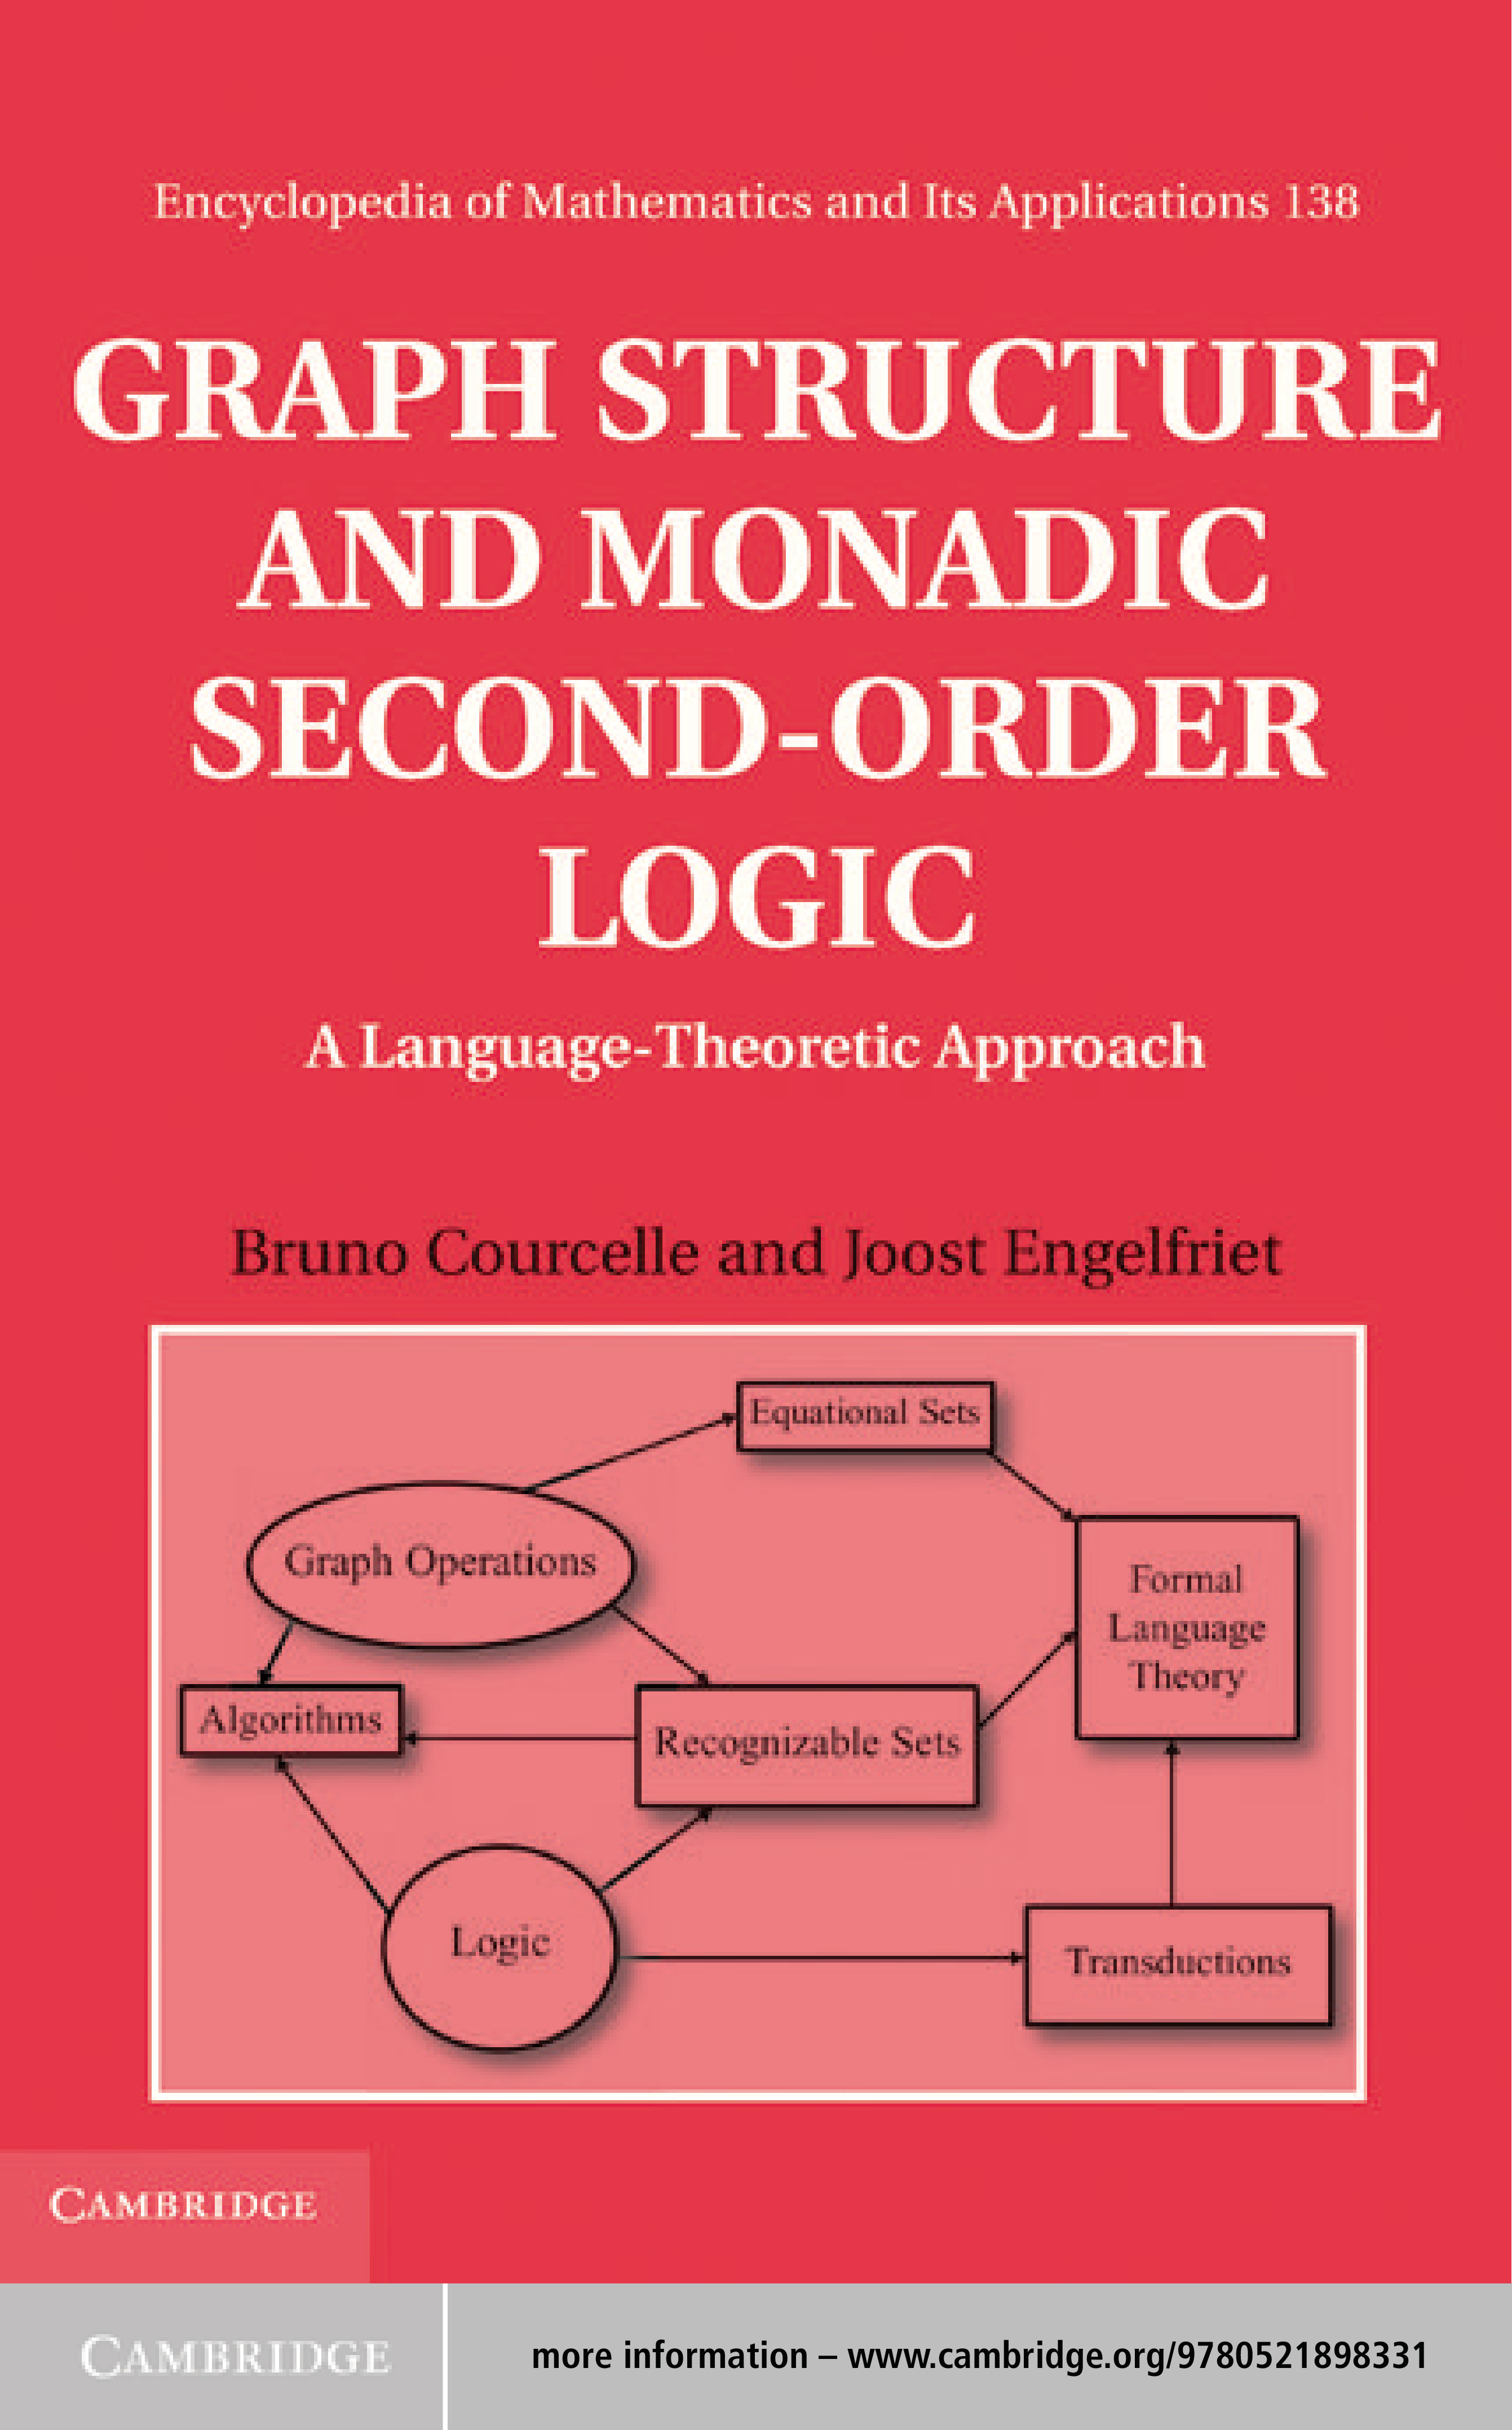 Encyclopedia of Mathematics and Its Applications 138
GRAPH STRUCTURE
AND MONADIC
SECOND-ORDER
LOGIC
A Language-Theoretic Approach
Bruno Courcelle and Joost Engelfriet
Equational Sets
Graph Operations
Formal
Language
Theory
Algorithms
Recognizable Sets
Logic
Transductions
CAMBRIDGE
CAMBRIDGE
more information – www.cambridge.org/9780521898331